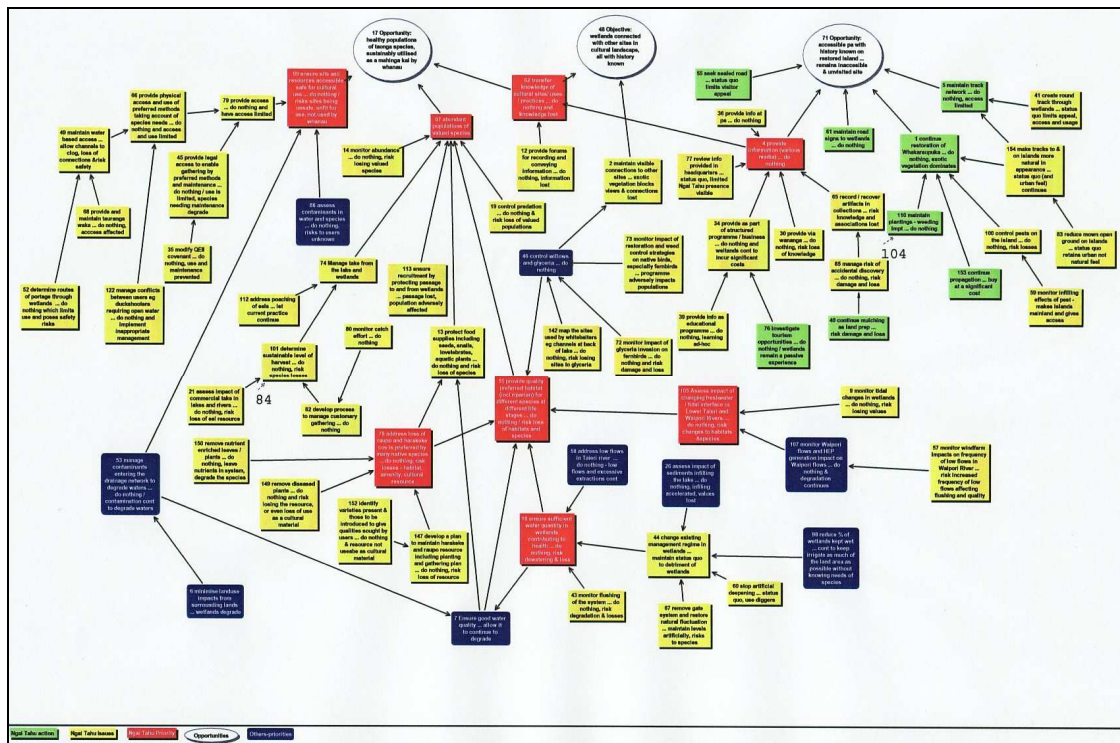 17 Opportunity:
healthy populations
of taonga species,
sustainably utilised
as a mahinga kai by
whanau
48 Objective:
wetlands connected
with other sites in
cultural landscape,
all with history
known
71 Opportunity:
accessible pa with
history known on
restored island ...
remains inaccessible
& unvisited site
66 provide physical
access and use of
preferred methods
taking account of
species needs ... do
nothing and access
and use limited
79 provide access ...
do nothing and
have access limited
resources accessible,
safe for cultural
use ... do nothing /
risks sites being
unsafe, unfit for
use, not used by
whanau
62 transfer
knowledge of
cultural sites / uses
/ practices ... do
nothing and
knowledge lost
55 seek sealed road
... status quo
limits visitor
appeal
5 maintain track
network ... do
nothing, access
limited
41 create round
track through
wetlands ... status
quo limits appeal,
access and usage
49 maintain water
based access ...
allow channels to
clog, loss of
connections &risk
safety
45 provide legal
access to enable
gathering by
preferred methods
and maintenance ...
do nothing / use is
limited, species
needing maintenance
degrade
14 monitor abundance
... do nothing, risk
losing valued
species
57 abundant
populations of
valued species
12 provide forums
for recording and
conveying
information ... do
nothing, information
lost
36 provide info at
pa ... do nothing
4 provide
information (various
media) ... do
nothing
61 maintain road
signs to wetlands
... do nothing
1 continue
restoration of
Whakaraupuka ... do
nothing, exotic
vegetation dominates
154 make tracks to &
on islands more
natural in
appearance ...
status quo (and
urban feel) continue
77 review info
provided in
headquarters ...
status quo, limited
Ngai Tahu presence
visible
2 maintain visible
connections to other
sites ... exotic
vegetation blocks
views & connections
lost
19 control predation
... do nothing &
risk loss of valued
populations
58 assess
contaminants in
water and species
... do nothing,
risks to users
unknown
68 provide and
maintain tauranga
waka ... do nothing,
acccess affected
35 modify QEII
covenant ... do
nothing, use and
maintenance
prevented
65 record / recover
artifacts in
collections ... risk
knowledge and
associations lost
34 provide as part
of structured
programme / business
... do nothing and
wetlands cont to
incur significant
costs
30 provide via
wananga ... do
nothing, risk loss
of knowledge
110 maintain
plantings - weeding
impt ... do nothing
104
100 control pests on
the island ... do
nothing, risk losses
83 reduce mown open
ground on islands
... status quo
retains urban not
natural feel
73 monitor impact of
restoration and weed
control strategies
on native birds,
especially fernbirds
... programme
adversely impacts
populations
46 control willows
and glyceria ... do
nothing
74 Manage take from
the lake and
wetlands
113 ensure
recruitment by
protecting passage
to and from wetlands
... passage lost,
population adversely
affected
85 manage risk of
accidental discovery
... do nothing, risk
damage and loss
153 continue
propagation ... buy
at a significant
cost
59 monitor infilling
effects of peat -
makes islands
mainland and gives
access
52 determine routes
of portage through
wetlands ... do
nothing which limits
use and poses safety
risks
122 manage conflicts
between users eg
duckshooters
requiring open water
... do nothing and
implement
inappropriate
management
112 address poaching
of eels ... let
current practice
continue
39 provide info as
educational
programme ... do
nothing, learning
ad-hoc
76 investigate
tourism
opportunities ... do
nothing / wetlands
remain a passive
experience
40 continue mulching
as land prep ...
risk damage and loss
80 monitor catch
effort ... do
nothing
13 protect food
supplies including
seeds, snails,
invertebrates,
aquatic plants ...
do nothing and risk
loss of species
142 map the sites
used by whitebaiters
eg channels at back
of lake ... do
nothing, risk losing
sites to glyceria
72 monitor impact of
glyceria invasion on
fernbirds ... do
nothing and risk
damage and loss
101 determine
sustainable level of
harvest ... do
nothing, risk
species losses
84
21 assess impact of
commercial take in
lakes and rivers ...
do nothing, risk
loss of eel resource
82 develop process
to manage customary
gathering ... do
nothing
(preferred habitat)
(incl riparian) for
different species at
different life
stages ... do
nothing / risk loss
of habitats and
species
103 Assess impact of
changing freshwater
/ tidal interface on
Lower Taieri and
Waipori Rivers ...
do nothing, risk
changes to habitats
&species
9 monitor tidal
changes in wetlands
... do nothing, risk
losing values
150 remove nutrient
enriched leaves /
plants ... do
nothing, leave
nutrients in system,
degrade the species
raupo and harakeke
nothing, risk
losses - habitat,
amenity, cultural
resource
53 manage
contaminants
entering the
drainage network to
degrade waters ...
do nothing /
contamination cont
to degrade waters
in Taieri river ...
do nothing - low
flows and excessive
extractions cont
26 assess impact of
sediments infilling
the lake ... do
nothing, infilling
accelerated, values
lost
107 monitor Waipori
flows and HEP
generation impact on
Waipori flows ... do
nothing &
degradation
continues
impacts on frequency
of low flows in
Waipori River ...
risk increased
frequency of low
flows affecting
flushing and quality
149 remove diseased
plants ... do
nothing and risk
losing the resource,
or even loss of use
as a cultural
material
152 identify
varieties present &
those to be
introduced to give
qualities sought by
users ... do nothing
& resource not
useable as cultural
material
147 develop a plan
to maintain harakeke
and raupo resource
including planting
and gathering plan
... do nothing, risk
loss of resource
water quantity in
wetlands
contributing to
health ... do
nothing, risk
dewatering & loss
44 change existing
management regime in
wetlands ...
maintain status quo
to detriment of
wetlands
wetlands kept wet
... cont to keep
irrigate as much of
the land area as
possible without
knowing needs of
species
6 minimise landuse
impacts from
surrounding lands
... wetlands degrade
7 Ensure good water
quality ... allow it
to continue to
degrade
43 monitor flushing
of the system ... do
nothing, risk
degradation & losses
67 remove gate
system and restore
natural fluctuation
... maintain levels
artificially, risks
to species
60 stop artificial
deepening ... status
quo, use diggers
Ngai Tahu action
Ngai Tahu Issues
Ngai Tahu Priority
Opportunities
Others-priorities